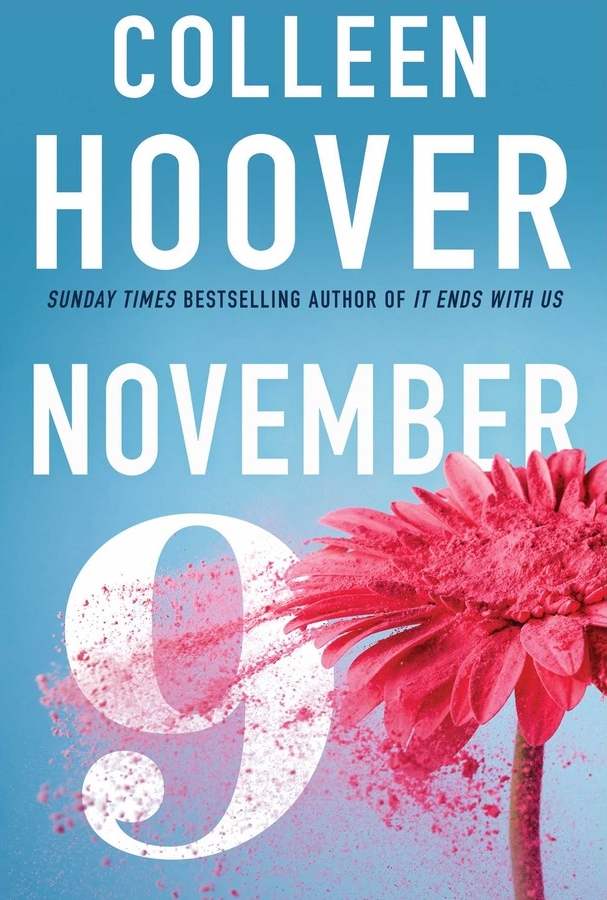 COLLEEN
HOOVER
SUNDAY TIMES BESTSELLING AUTHOR OF IT ENDS WITH US
NOVEMBER
9